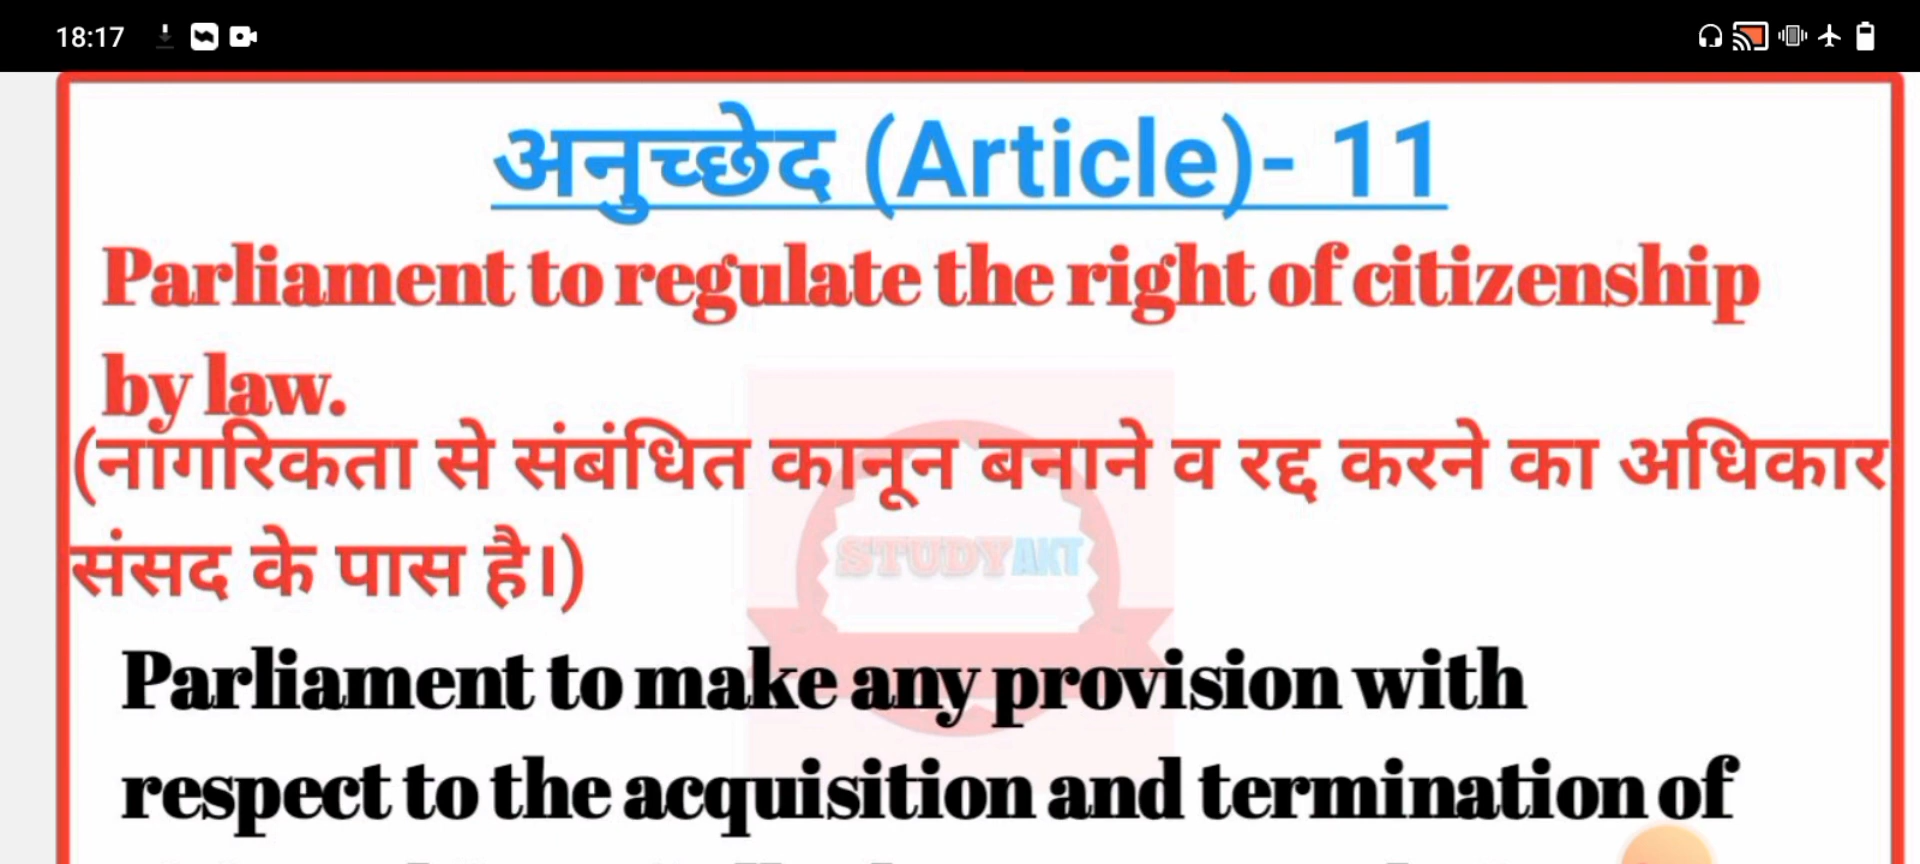 18:17
अनुच्छेद (Article)- 11
Parliament to regulate the right of citizenship
by law.
(नागरिकता से संबंधित कानून बनाने व रद्द करने का अधिकार
संसद के पास है।)
STUDYAKT
Parliament to make any provision with
respect to the acquisition and termination of